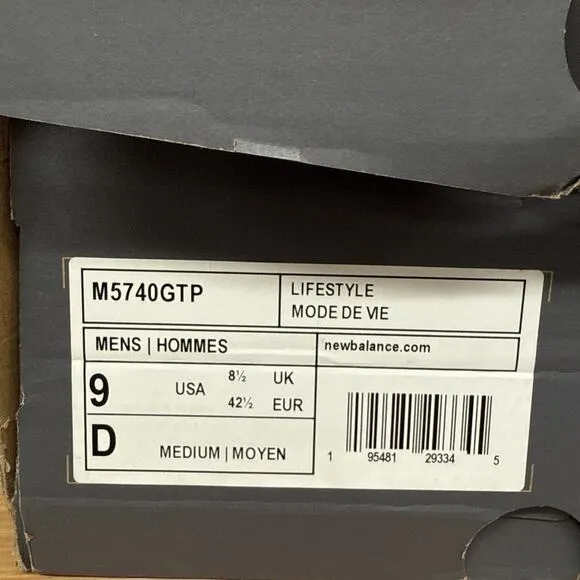 M5740GTP
LIFESTYLE
MODE DE VIE
MENS | HOMMES
newbalance.com
9 USA 8½ UK
42½ EUR
D MEDIUM | MOYEN
1 95481 29334 5